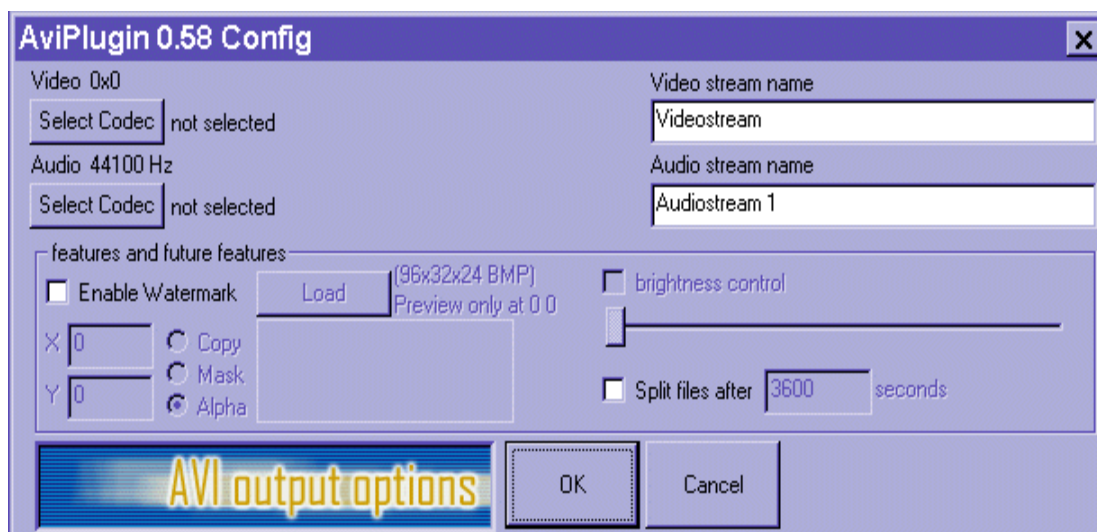 AviPlugin 0.58 Config
Video 0x0
Select Codec not selected
Audio 44100 Hz
Select Codec not selected
Video stream name
Videostream
Audio stream name
Audiostream 1
features and future features
Enable Watermark
Load
(96x32x24 BMP)
Preview only at 0 0
X 0
Y 0
Copy
Mask
Alpha
brightness control
Split files after 3600 seconds
AVI output options
OK
Cancel